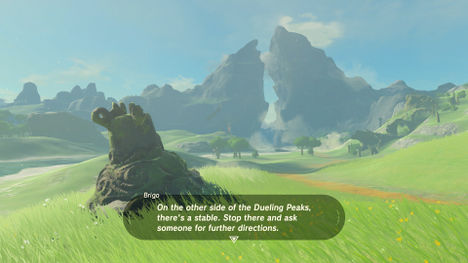 Brigo
On the other side of the Dueling Peaks,
there's a stable. Stop there and ask
someone for further directions.